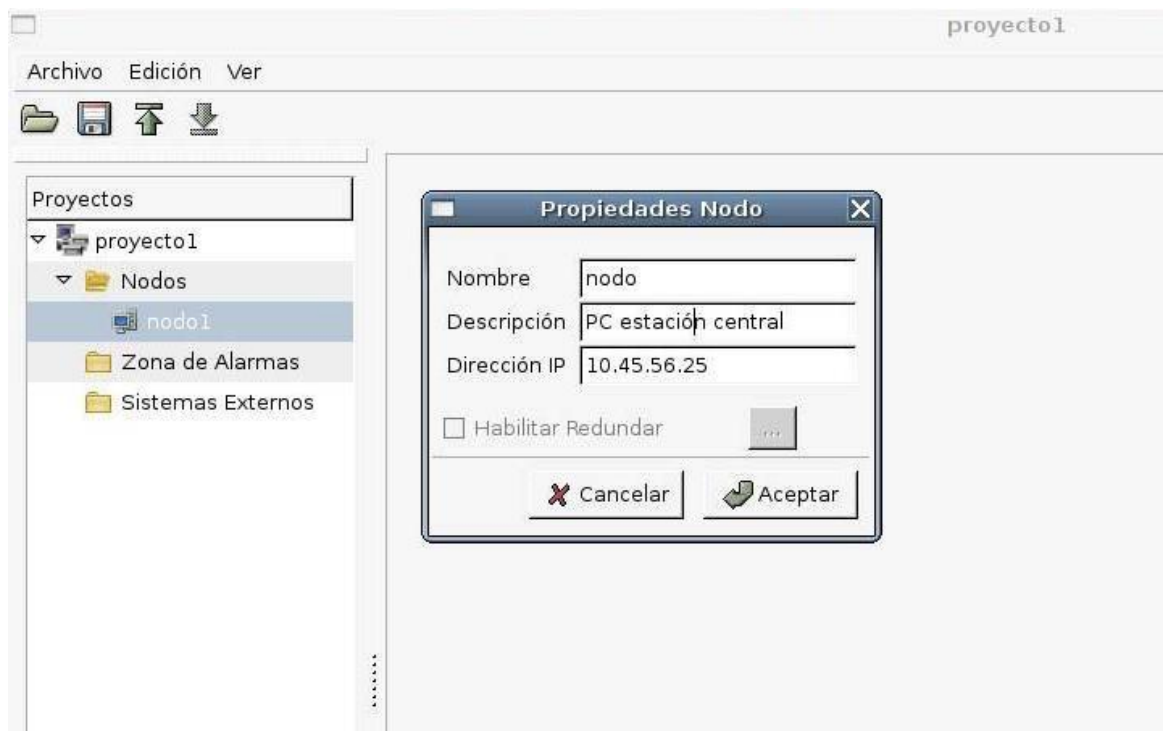 proyecto1
Archivo Edición Ver
Proyectos
proyecto1
Nodos
nodo1
Zona de Alarmas
Sistemas Externos
Propiedades Nodo
Nombre nodo
Descripción PC estación central
Dirección IP 10.45.56.25
Habilitar Redundar ...
Cancelar Aceptar